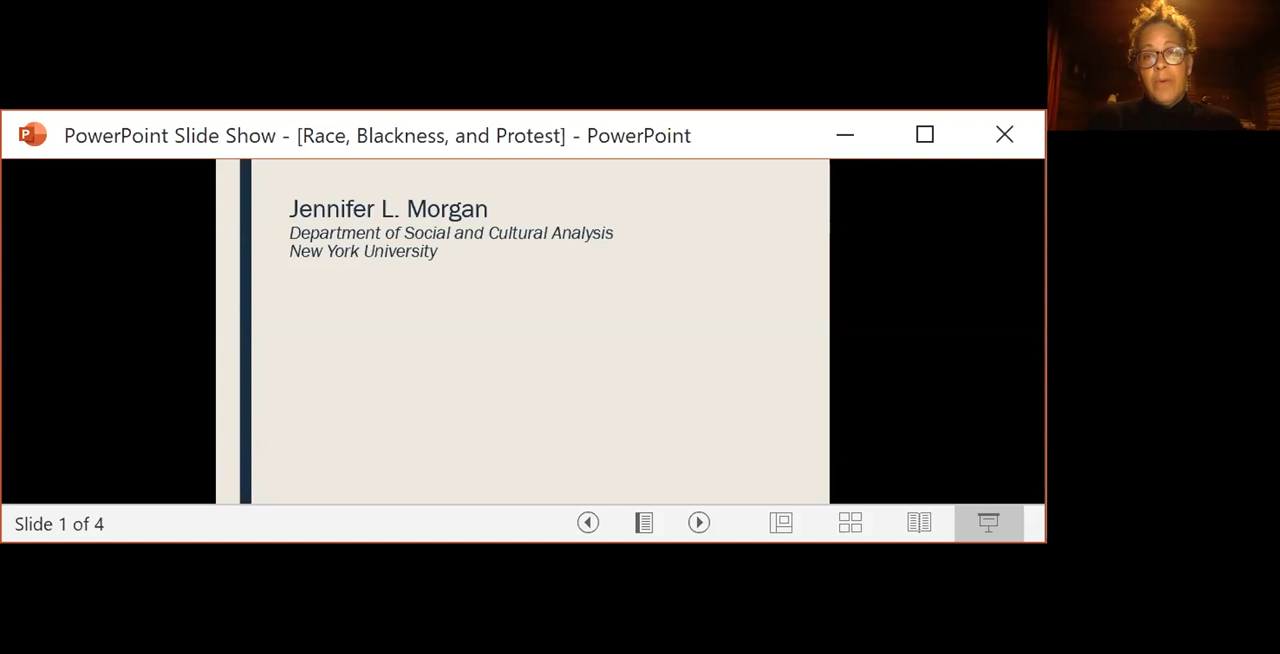 PowerPoint Slide Show - [Race, Blackness, and Protest] - PowerPoint
Jennifer L. Morgan
Department of Social and Cultural Analysis
New York University
Slide 1 of 4